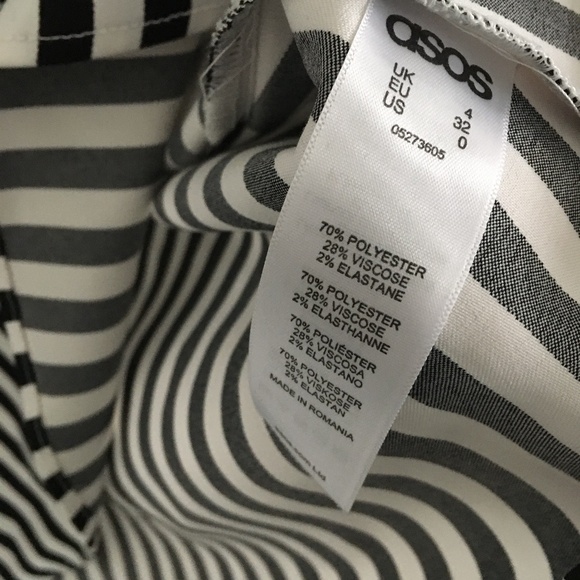 asos
UK 4
EU 32
US 0
05273605
70% POLYESTER
28% VISCOSE
2% ELASTANE
70% POLYESTER
28% VISCOSE
2% ELASTHANNE
70% POLIÉSTER
28% VISCOSA
2% ELASTANO
70% POLYESTER
28% VISKOSE
2% ELASTAN
MADE IN ROMANIA
Ltd